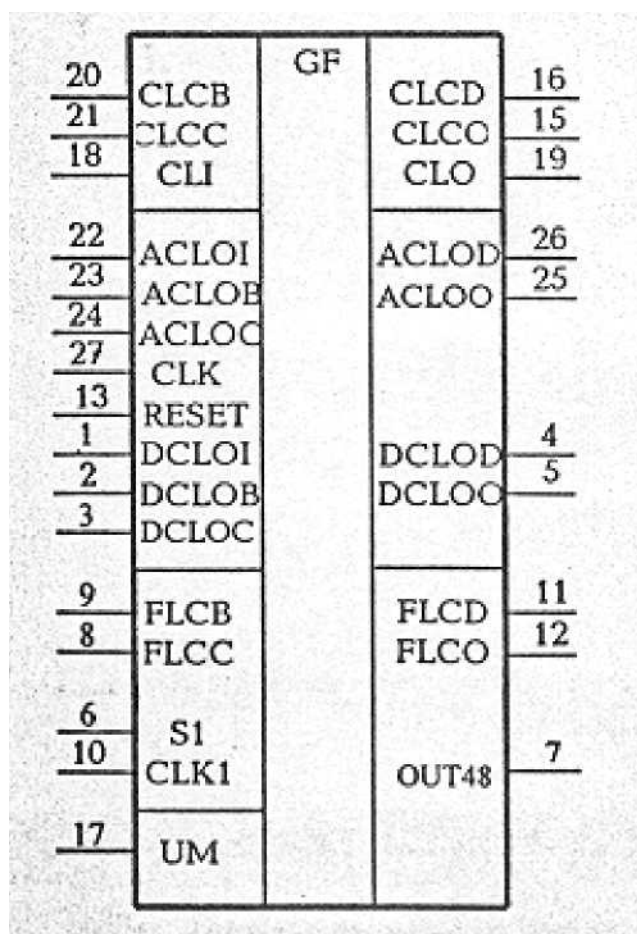 GF
20 CLCB CLCD 16
21 CLCC CLCO 15
18 CLI CLO 19
22 ACLOI ACLOD 26
23 ACLOB ACLOO 25
24 ACLOC
27 CLK
13 RESET
1 DCLOI DCLOD 4
2 DCLOB DCLOO 5
3 DCLOC
9 FLCB FLCD 11
8 FLCC FLCO 12
6 S1
10 CLK1 OUT48 7
17 UM